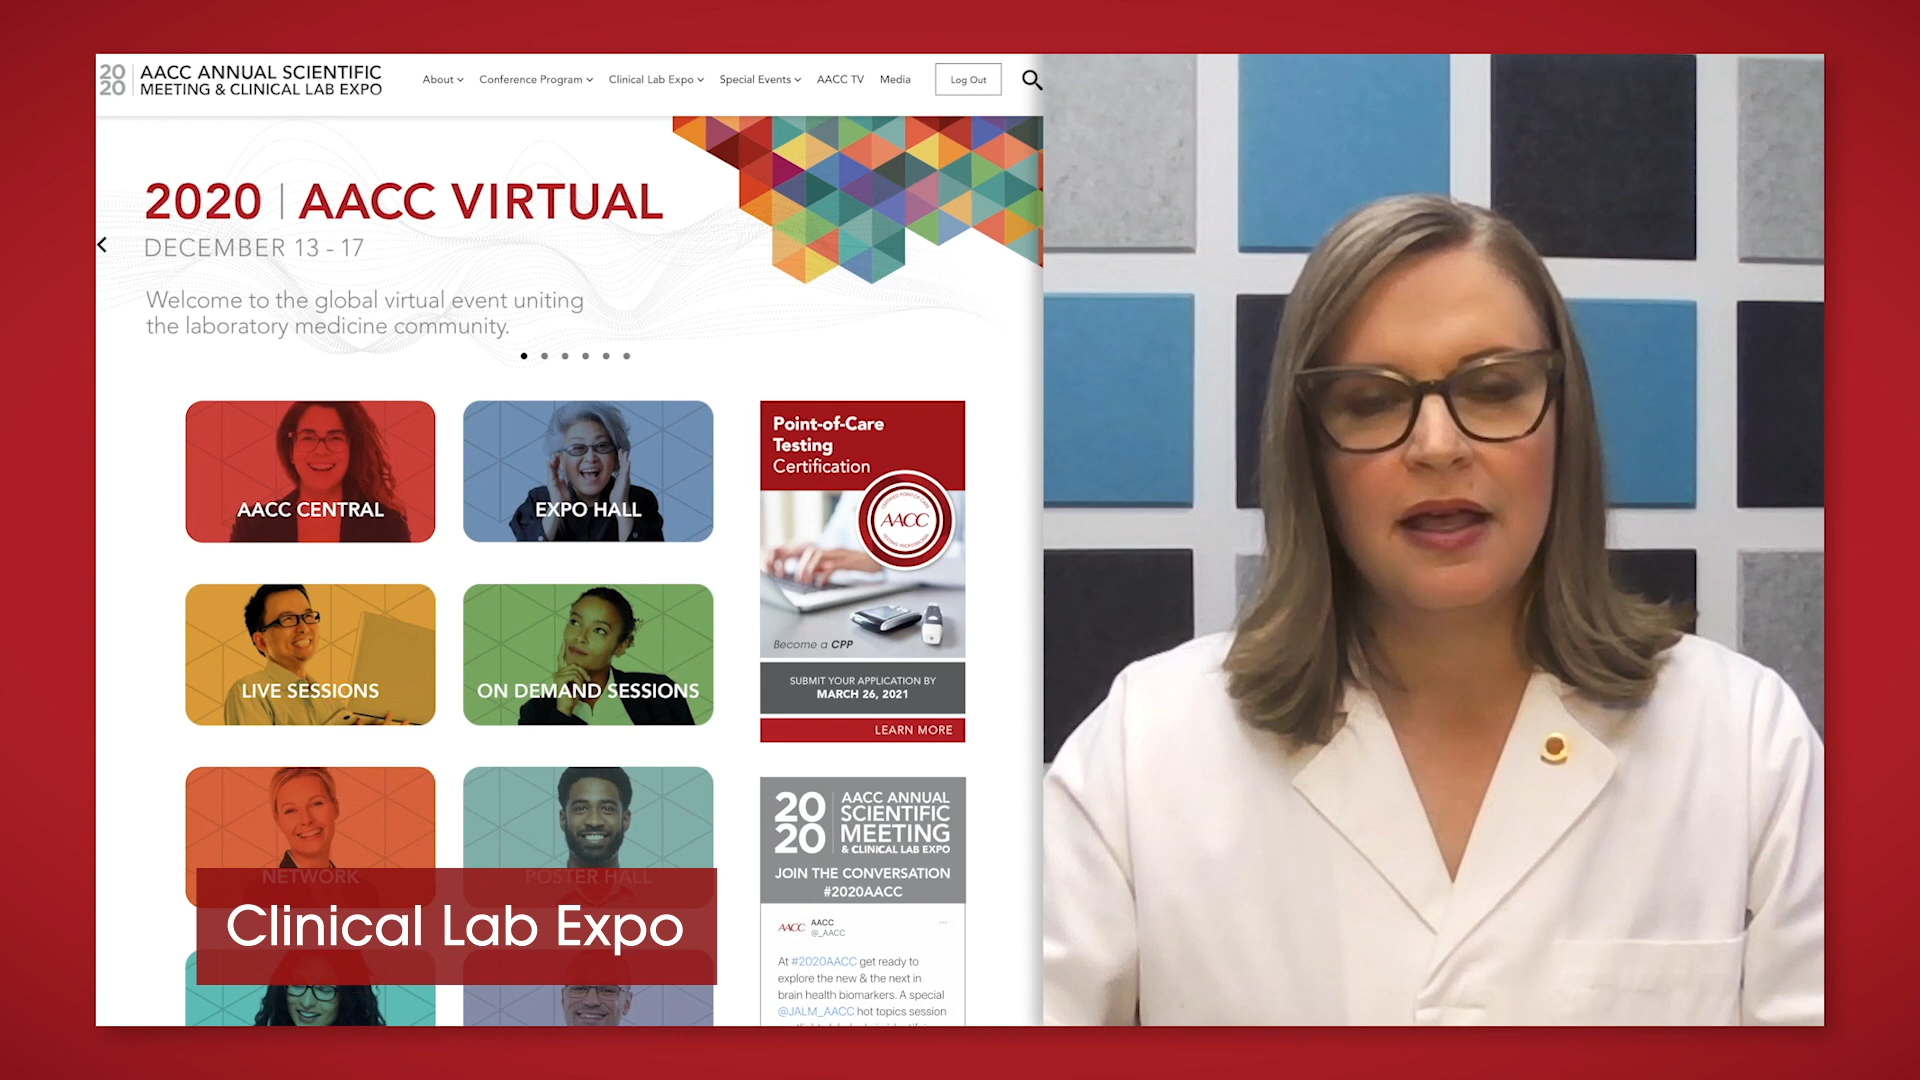 20
20
AACC ANNUAL SCIENTIFIC
MEETING & CLINICAL LAB EXPO
About
Conference Program
Clinical Lab Expo
Special Events
AACC TV
Media
Log Out
2020 | AACC VIRTUAL
DECEMBER 13 - 17
Welcome to the global virtual event uniting
the laboratory medicine community.
AACC CENTRAL
EXPO HALL
LIVE SESSIONS
ON DEMAND SESSIONS
NETWORK
POSTER HALL
Clinical Lab Expo
Point-of-Care
Testing
Certification
AACC
Become a CPP
SUBMIT YOUR APPLICATION BY
MARCH 26, 2021
LEARN MORE
20
20
AACC ANNUAL
SCIENTIFIC
MEETING
& CLINICAL LAB EXPO
JOIN THE CONVERSATION
#2020AACC
AACC
AACC
@_AACC
At #2020AACC get ready to
explore the new & the next in
brain health biomarkers. A special
@JALM_AACC hot topics session